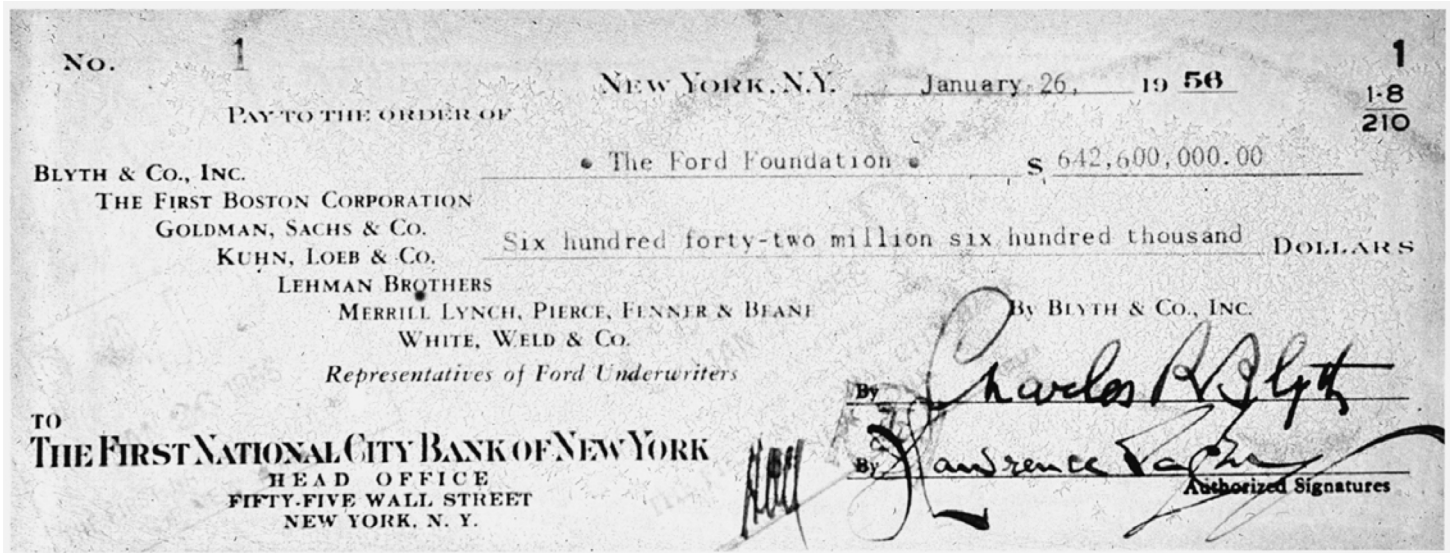 No. 1
1
NEW YORK, N.Y. January 26, 19 56
1-8
210
PAY TO THE ORDER OF
• The Ford Foundation • $ 642,600,000.00
BLYTH & CO., INC.
THE FIRST BOSTON CORPORATION
GOLDMAN, SACHS & CO.
Six hundred forty-two million six hundred thousand DOLLARS
KUHN, LOEB & CO.
LEHMAN BROTHERS
MERRILL LYNCH, PIERCE, FENNER & BEANE
By BLYTH & CO., INC.
WHITE, WELD & CO.
Representatives of Ford Underwriters
By Charles R Blyth
TO
THE FIRST NATIONAL CITY BANK OF NEW YORK
By Lawrence
Authorized Signatures
HEAD OFFICE
FIFTY-FIVE WALL STREET
NEW YORK, N. Y.